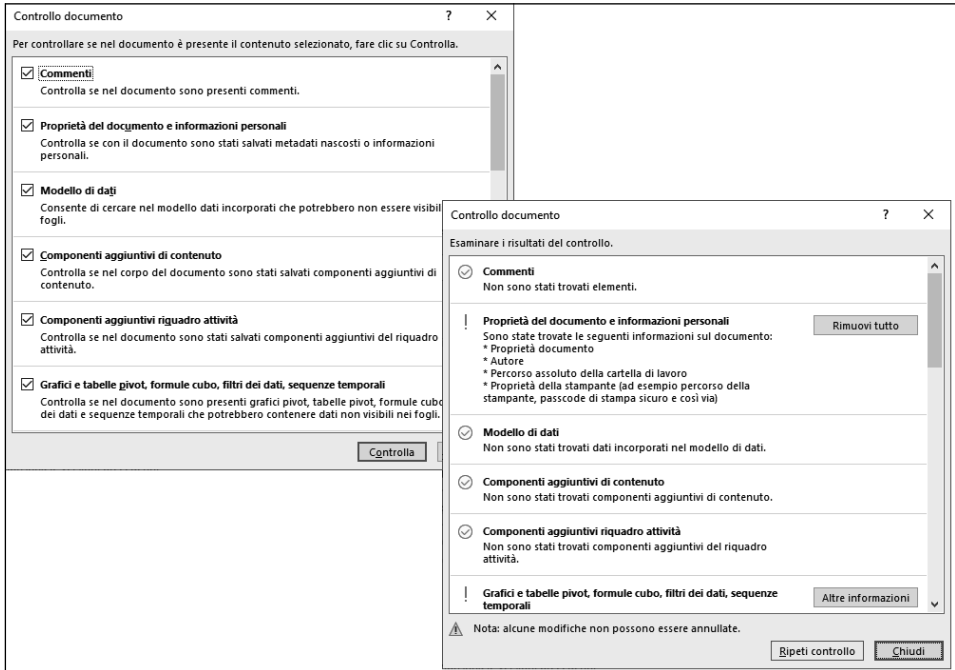 Controllo documento ? ×
Per controllare se nel documento è presente il contenuto selezionato, fare clic su Controlla.
Commenti
Controlla se nel documento sono presenti commenti.
Proprietà del documento e informazioni personali
Controlla se con il documento sono stati salvati metadati nascosti o informazioni
personali.
Modello di dati
Consente di cercare nel modello dati incorporati che potrebbero non essere
fogli.
Componenti aggiuntivi di contenuto
Controlla se nel corpo del documento sono stati salvati componenti aggiuntivi di
contenuto.
Componenti aggiuntivi riquadro attività
Controlla se nel documento sono stati salvati componenti aggiuntivi del riquadro
attività.
Grafici e tabelle pivot, formule cubo, filtri dei dati, sequenze temporali
Controlla se nel documento sono presenti grafici pivot, tabelle pivot, formule cubo
dei dati e sequenze temporali che potrebbero contenere dati non visibili nei fogli.
Controlla
Controllo documento ? ×
Esaminare i risultati del controllo.
Commenti
Non sono stati trovati elementi.
Proprietà del documento e informazioni personali
Rimuovi tutto
Sono state trovate le seguenti informazioni sul documento:
* Proprietà documento
* Autore
* Percorso assoluto della cartella di lavoro
* Proprietà della stampante (ad esempio percorso della
stampante, passcode di stampa sicuro e così via)
Modello di dati
Non sono stati trovati dati incorporati nel modello di dati.
Componenti aggiuntivi di contenuto
Non sono stati trovati componenti aggiuntivi di contenuto.
Componenti aggiuntivi riquadro attività
Non sono stati trovati componenti aggiuntivi del riquadro
attività.
Grafici e tabelle pivot, formule cubo, filtri dei dati, sequenze
temporali
Altre informazioni
Nota: alcune modifiche non possono essere annullate.
Ripeti controllo
Chiudi